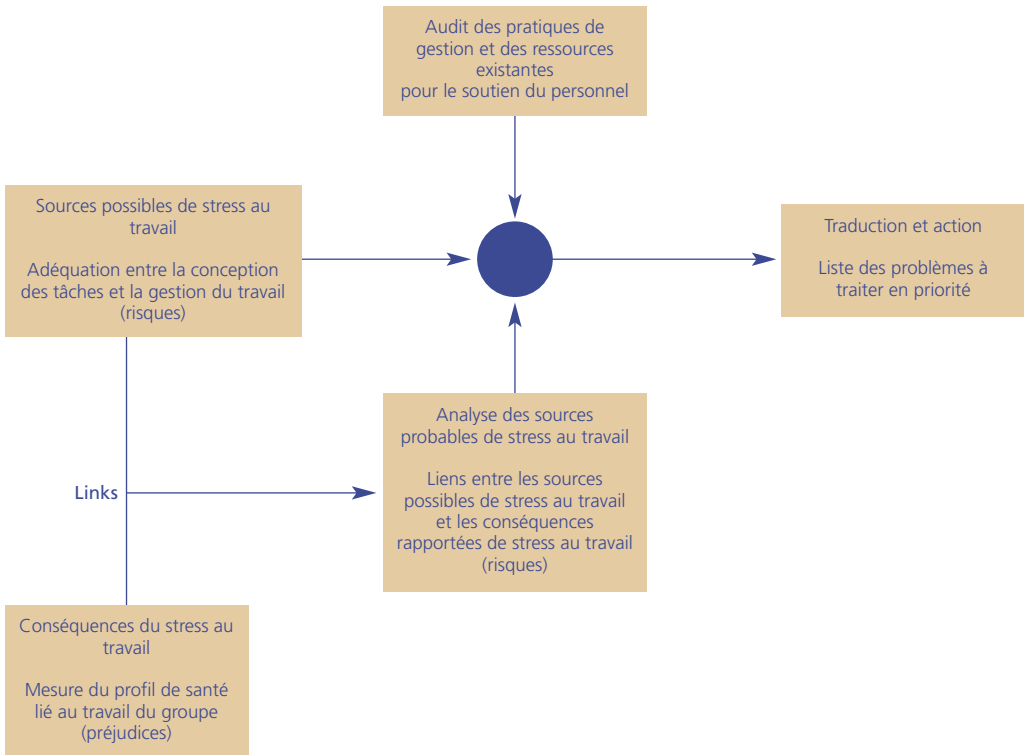 Audit des pratiques de
gestion et des ressources
existantes
pour le soutien du personnel
Sources possibles de stress au
travail
Adéquation entre la conception
des tâches et la gestion du travail
(risques)
Traduction et action
Liste des problèmes à
traiter en priorité
Analyse des sources
probables de stress au travail
Liens entre les sources
possibles de stress au travail
et les conséquences
rapportées de stress au travail
(risques)
Links
Conséquences du stress au
travail
Mesure du profil de santé
lié au travail du groupe
(préjudices)